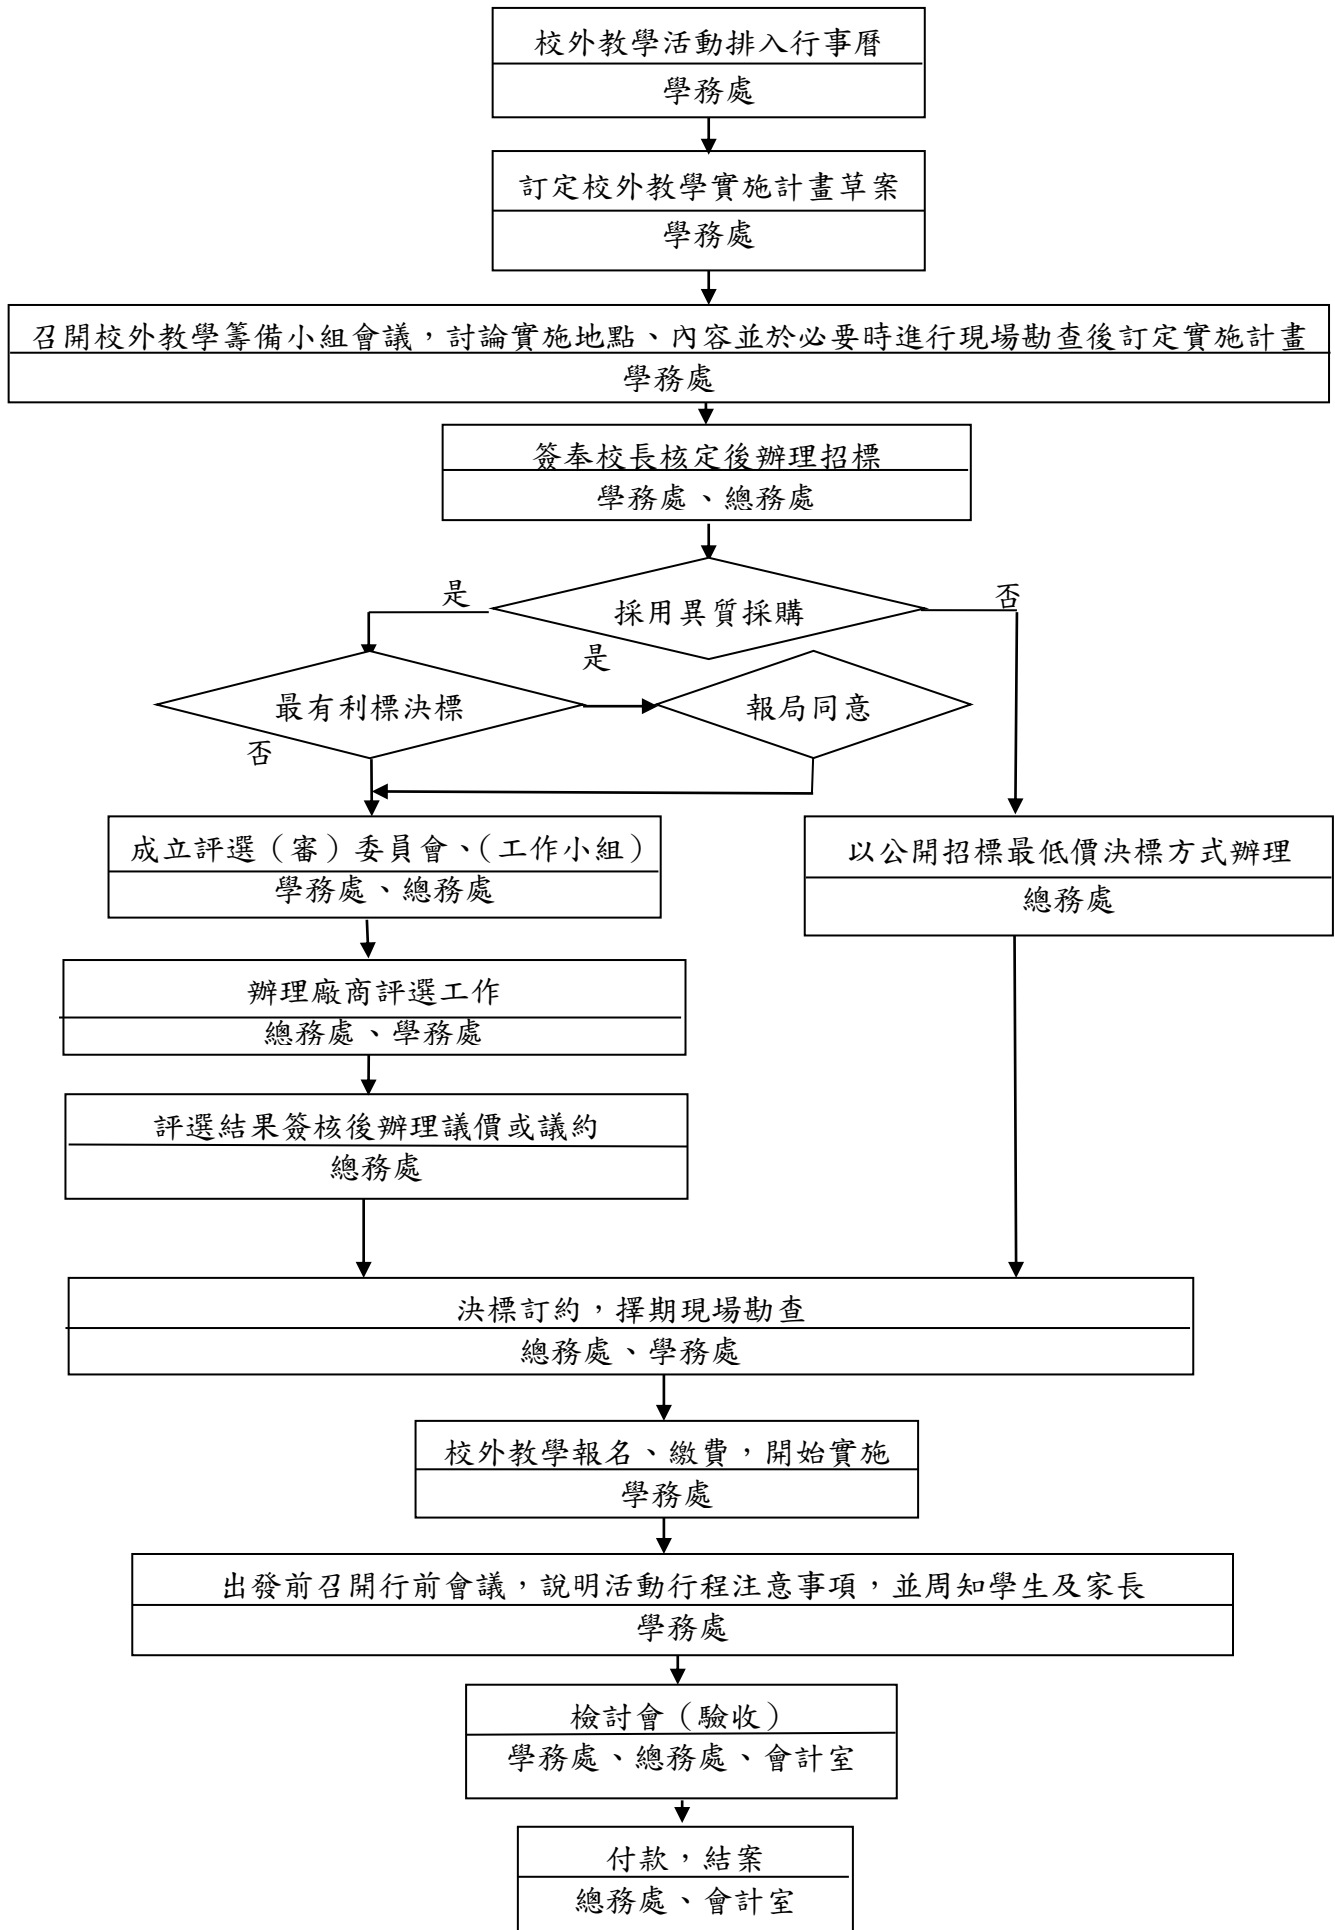 校外教學活動排入行事曆
學務處
訂定校外教學實施計畫草案
學務處
召開校外教學籌備小組會議，討論實施地點、內容並於必要時進行現場勘查後訂定實施計畫
學務處
簽奉校長核定後辦理招標
學務處、總務處
採用異質採購
是
否
最有利標決標
是
否
報局同意
成立評選（審）委員會、（工作小組）
學務處、總務處
以公開招標最低價決標方式辦理
總務處
辦理廠商評選工作
總務處、學務處
評選結果簽核後辦理議價或議約
總務處
決標訂約，擇期現場勘查
總務處、學務處
校外教學報名、繳費，開始實施
學務處
出發前召開行前會議，說明活動行程注意事項，並周知學生及家長
學務處
檢討會（驗收）
學務處、總務處、會計室
付款，結案
總務處、會計室